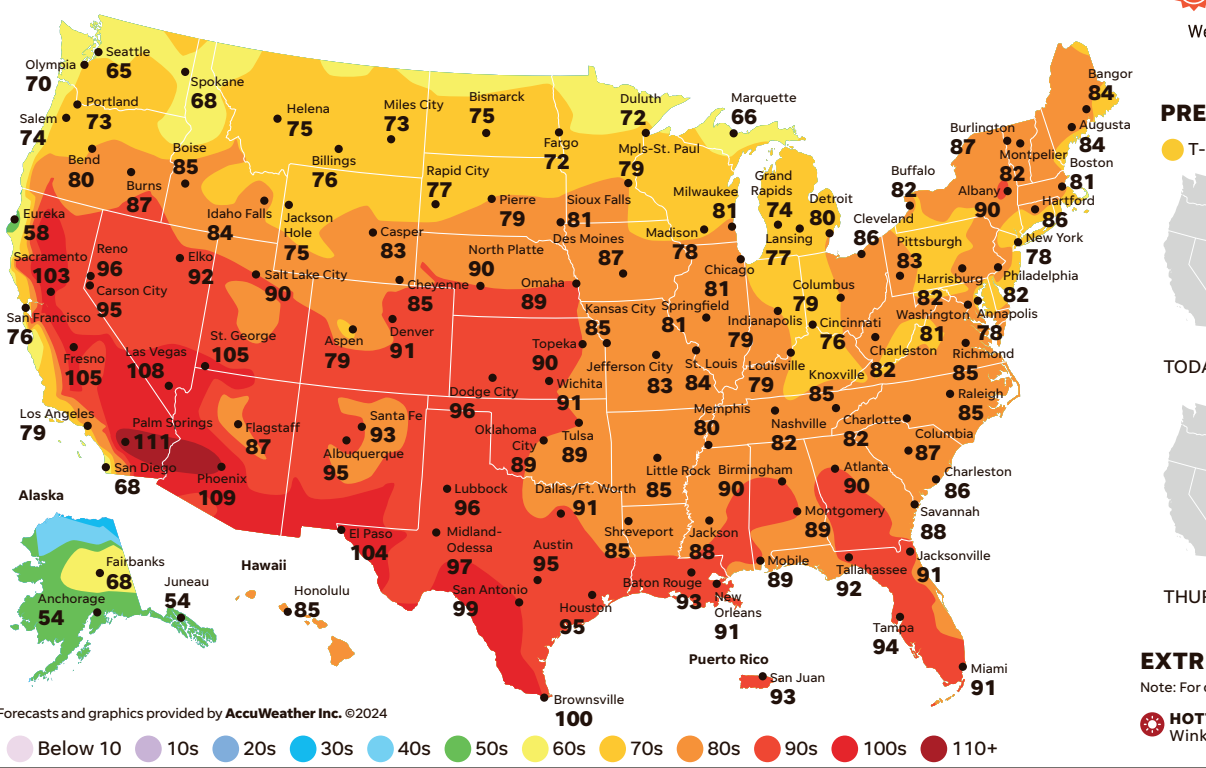 Seattle
65
Olympia
70
Spokane
68
Portland
73
Salem
74
Bend
80
Burns
87
Boise
85
Helena
75
Miles City
73
Billings
76
Bismarck
75
Fargo
72
Duluth
72
Marquette
66
Mpls-St. Paul
79
Rapid City
77
Pierre
79
Sioux Falls
81
Idaho Falls
84
Jackson
Hole
75
Casper
83
Eureka
58
Sacramento
103
Reno
96
Carson City
95
Elko
92
Salt Lake City
90
Cheyenne
85
North Platte
90
Omaha
89
Des Moines
87
Madison
78
Milwaukee
81
Grand
Rapids
74
Lansing
77
Detroit
80
Chicago
81
Cleveland
86
Buffalo
82
Burlington
87
Montpelier
82
Bangor
84
Augusta
84
Boston
81
Albany
90
Hartford
86
New York
78
Pittsburgh
83
Harrisburg
82
Philadelphia
82
Washington
81
Annapolis
78
Columbus
79
Cincinnati
76
Indianapolis
79
Springfield
81
Kansas City
85
Topeka
90
Jefferson City
83
St. Louis
84
Louisville
79
Charleston
82
Richmond
85
Raleigh
85
Knoxville
85
Nashville
82
Charlotte
82
Columbia
87
Charleston
86
Savannah
88
Atlanta
90
Birmingham
90
Montgomery
89
Memphis
80
Little Rock
85
San Francisco
76
Fresno
105
Las Vegas
108
St. George
105
Aspen
79
Denver
91
Dodge City
96
Wichita
91
Los Angeles
79
Palm Springs
111
San Diego
68
Flagstaff
87
Phoenix
109
Santa Fe
93
Albuquerque
95
Oklahoma
City
89
Tulsa
89
Lubbock
96
Dallas/Ft. Worth
91
Shreveport
85
Jackson
88
Mobile
89
Tallahassee
92
Jacksonville
91
El Paso
104
Midland-
Odessa
97
Austin
95
San Antonio
99
Houston
95
Baton Rouge
93
New
Orleans
91
Tampa
94
Miami
91
Brownsville
100
Alaska
Fairbanks
68
Juneau
54
Anchorage
54
Hawaii
Honolulu
85
Puerto Rico
San Juan
93
Forecasts and graphics provided by AccuWeather Inc. ©2024
Below 10 10s 20s 30s 40s 50s 60s 70s 80s 90s 100s 110+
We
PRE
T-
TODA
THUR
EXTR
Note: For
HOT
Wink